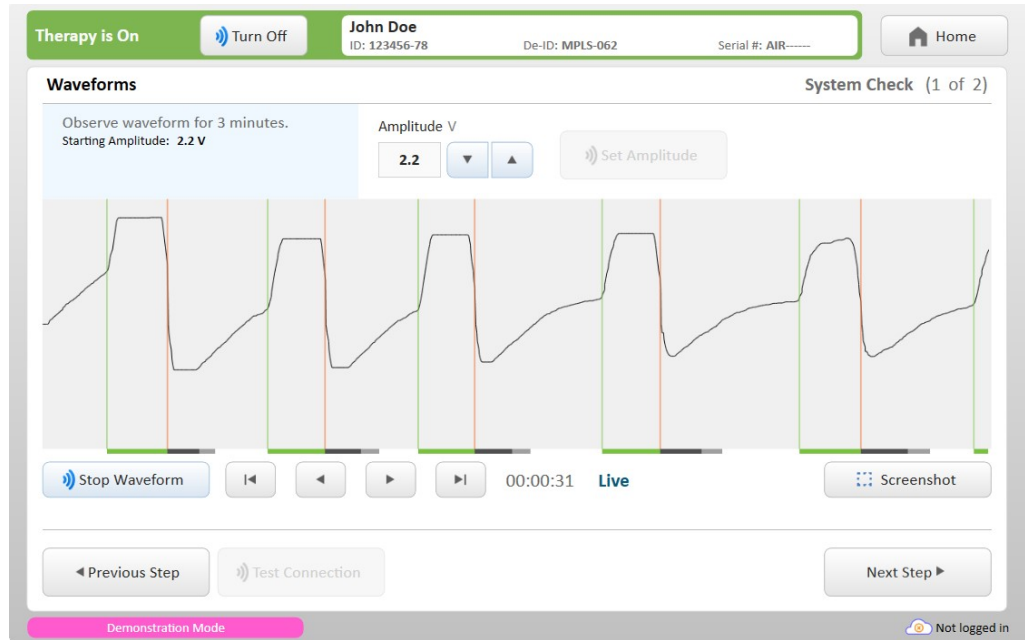 Therapy is On
Turn Off
John Doe
ID: 123456-78 De-ID: MPLS-062 Serial #: AIR------
Home
Waveforms
System Check (1 of 2)
Observe waveform for 3 minutes.
Starting Amplitude: 2.2 V
Amplitude V
2.2
Set Amplitude
Stop Waveform
00:00:31 Live
Screenshot
Previous Step
Test Connection
Next Step
Demonstration Mode
Not logged in